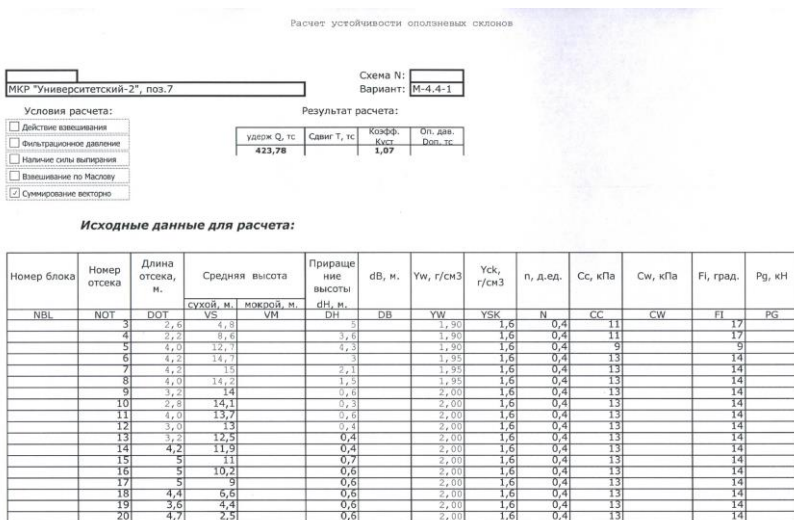 Расчет устойчивости оползневых склонов
Схема N:
МКР "Университетский-2", поз.7
Вариант: М-4.4-1
Условия расчета:
Результат расчета:
Действие взвешивания
Фильтрационное давление
Наличие силы выпирания
Взвешивание по Маслову
Суммирование векторно
удерж Q, тс Сдвиг Т, тс Коэфф. Куст Оп. дав. Dоп, тс
423,78 1,07
Исходные данные для расчета:
Номер блока Номер отсека Длина отсека, м. Средняя высота Прираще ние высоты dH, м. dB, м. Yw, г/см3 Yск, г/см3 n, д.ед. Сс, кПа Cw, кПа Fi, град. Pg, кН
сухой, м. мокрой, м.
NBL NOT DOT VS VM DH DB YW YSK N CC CW FI PG
3 2,6 4,8 5 1,90 1,6 0,4 11 17
4 2,2 8,6 3,6 1,90 1,6 0,4 11 17
5 4,0 12,7 4,3 1,90 1,6 0,4 9 9
6 4,2 14,7 3 1,95 1,6 0,4 13 14
7 4,2 15 2,1 1,95 1,6 0,4 13 14
8 4,0 14,2 1,5 1,95 1,6 0,4 13 14
9 3,2 14 0,6 2,00 1,6 0,4 13 14
10 2,8 14,1 0,3 2,00 1,6 0,4 13 14
11 4,0 13,7 0,6 2,00 1,6 0,4 13 14
12 3,0 13 0,4 2,00 1,6 0,4 13 14
13 3,2 12,5 0,4 2,00 1,6 0,4 13 14
14 4,2 11,9 0,4 2,00 1,6 0,4 13 14
15 5 11 0,7 2,00 1,6 0,4 13 14
16 5 10,2 0,6 2,00 1,6 0,4 13 14
17 5 9 0,6 2,00 1,6 0,4 13 14
18 4,4 6,6 0,6 2,00 1,6 0,4 13 14
19 3,6 4,4 0,6 2,00 1,6 0,4 13 14
20 4,7 2,5 0,6 2,00 1,6 0,4 13 14